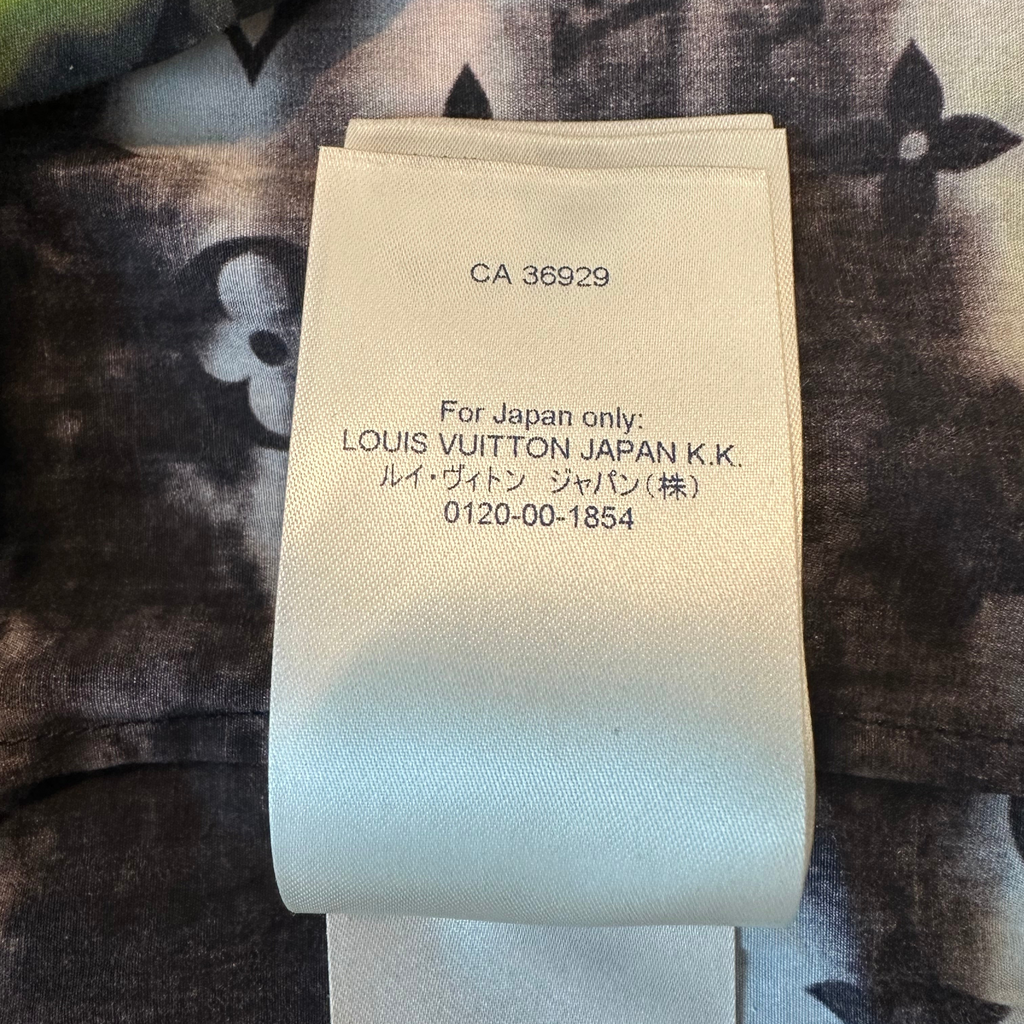 CA 36929
For Japan only:
LOUIS VUITTON JAPAN K.K.
ルイ・ヴィトン　ジャパン(株)
0120-00-1854